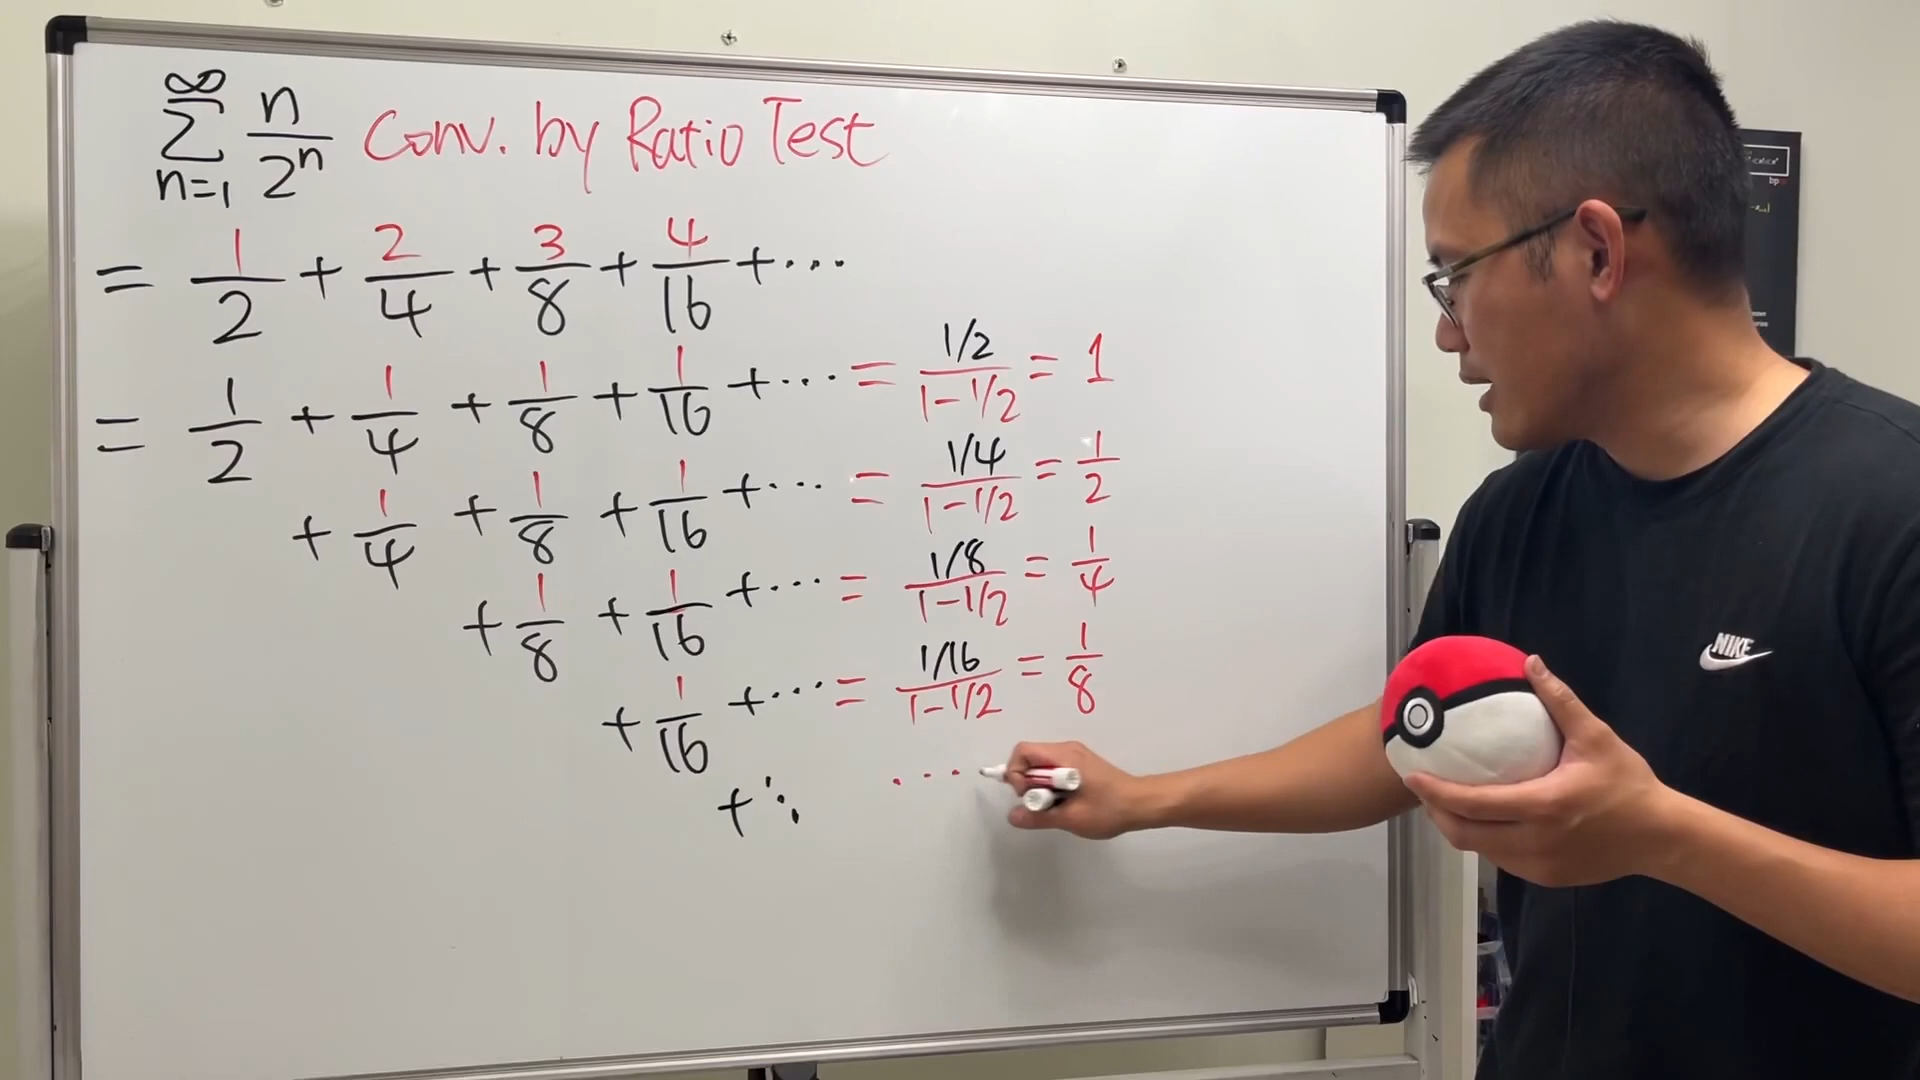 ∞
∑ n/2ⁿ Conv. by Ratio Test
n=1
= 1/2 + 2/4 + 3/8 + 4/16 + ···
= 1/2 + 1/4 + 1/8 + 1/16 + ··· = (1/2)/(1-1/2) = 1
+ 1/4 + 1/8 + 1/16 + ··· = (1/4)/(1-1/2) = 1/2
+ 1/8 + 1/16 + ··· = (1/8)/(1-1/2) = 1/4
+ 1/16 + ··· = (1/16)/(1-1/2) = 1/8
+ ⋱ ····
NIKE